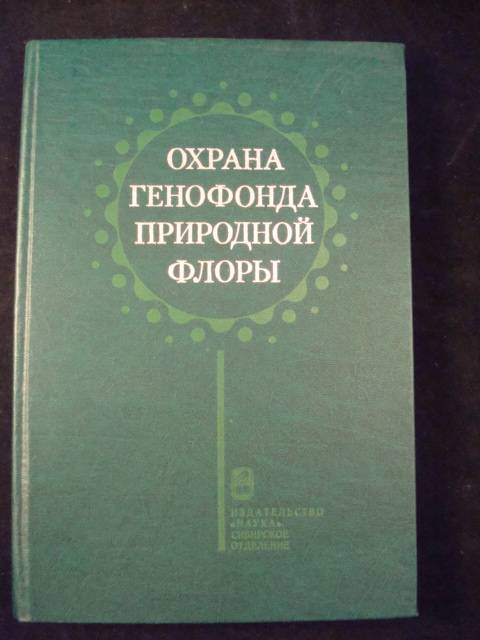 ОХРАНА
ГЕНОФОНДА
ПРИРОДНОЙ
ФЛОРЫ
ИЗДАТЕЛЬСТВО
«НАУКА»
СИБИРСКОЕ
ОТДЕЛЕНИЕ